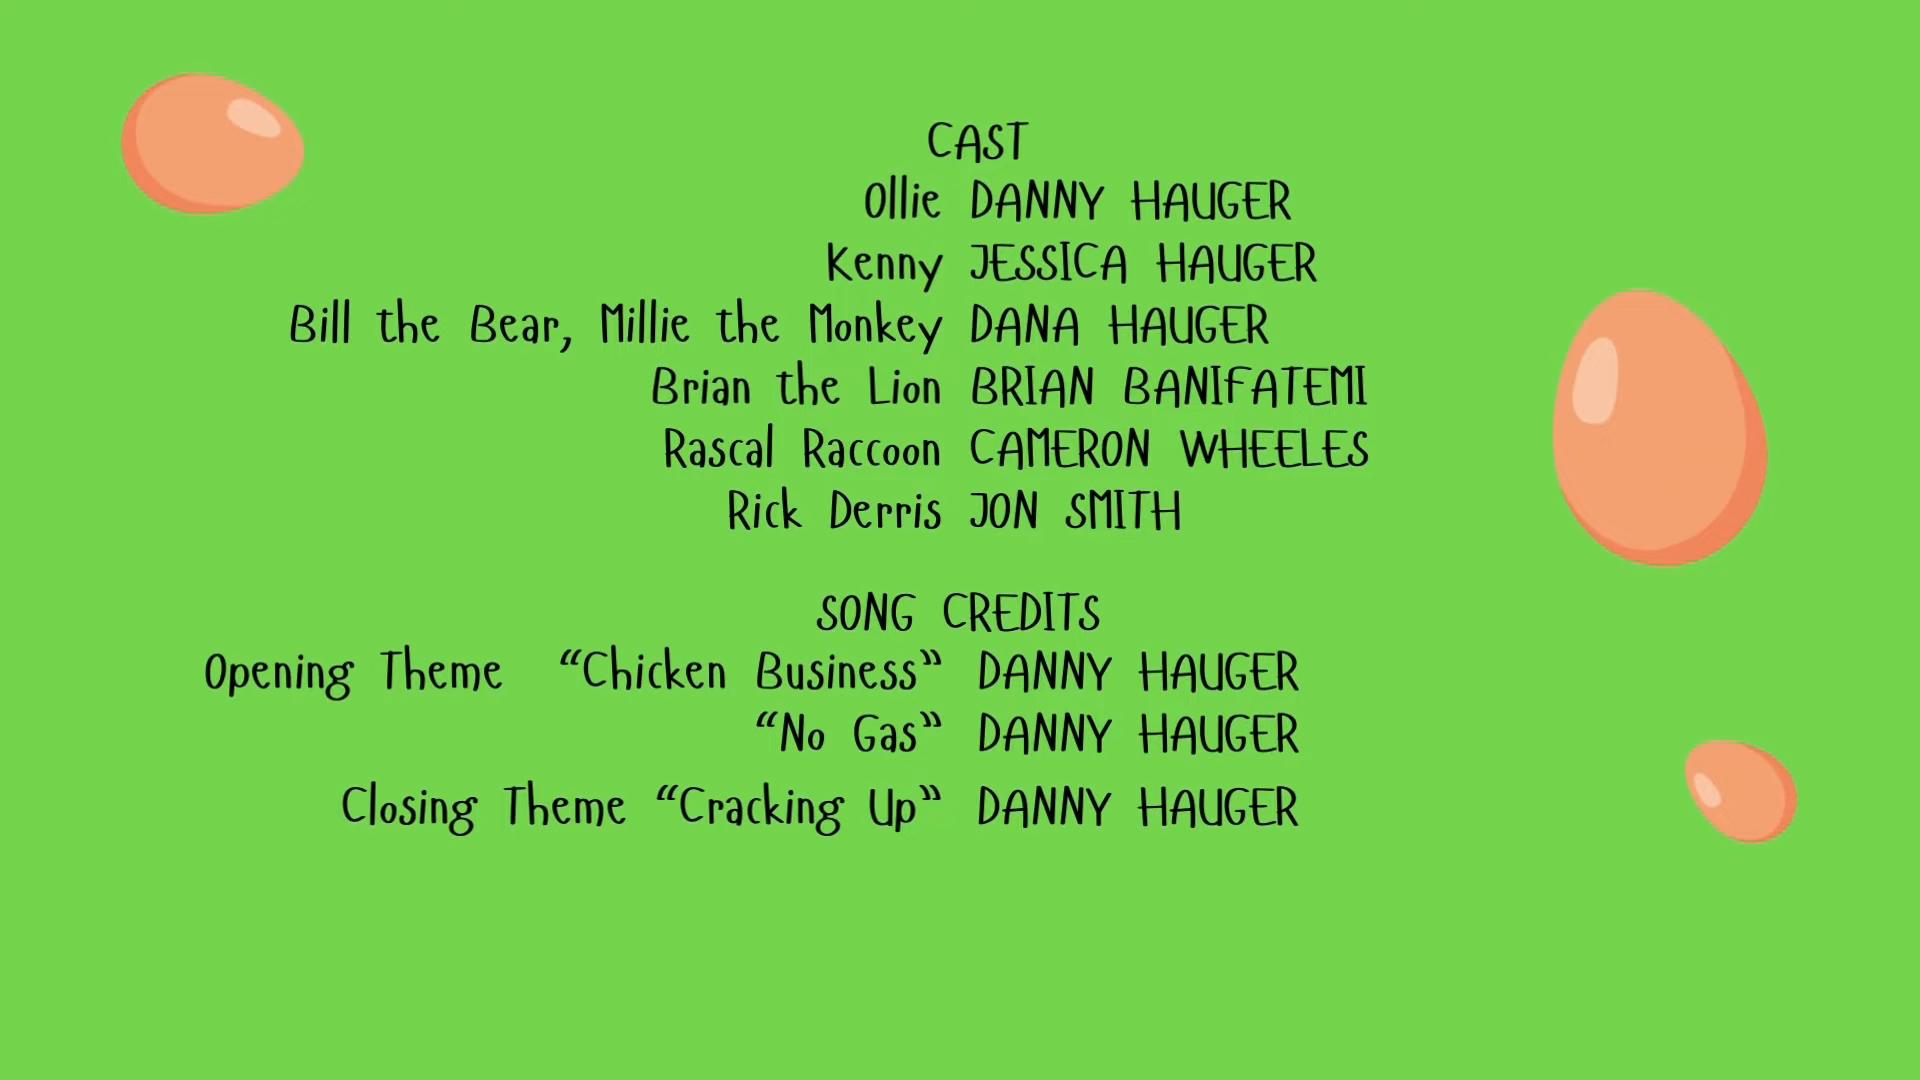 CAST
Ollie DANNY HAUGER
Kenny JESSICA HAUGER
Bill the Bear, Millie the Monkey DANA HAUGER
Brian the Lion BRIAN BANIFATEMI
Rascal Raccoon CAMERON WHEELES
Rick Derris JON SMITH
SONG CREDITS
Opening Theme “Chicken Business” DANNY HAUGER
“No Gas” DANNY HAUGER
Closing Theme “Cracking Up” DANNY HAUGER